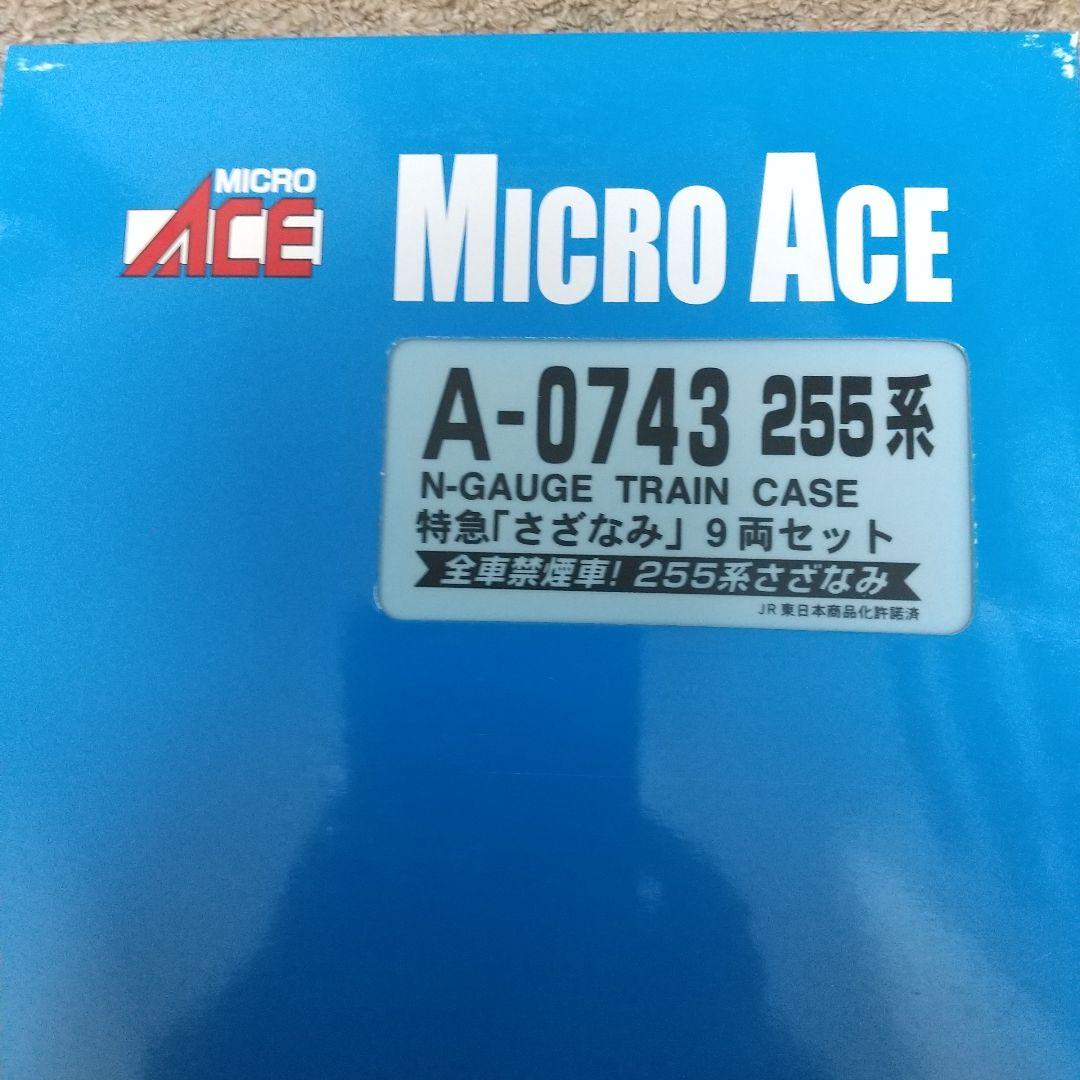 MICRO
ACE
MICRO ACE
A-0743 255系
N-GAUGE TRAIN CASE
特急「さざなみ」9両セット
全車禁煙車! 255系さざなみ
JR東日本商品化許諾済